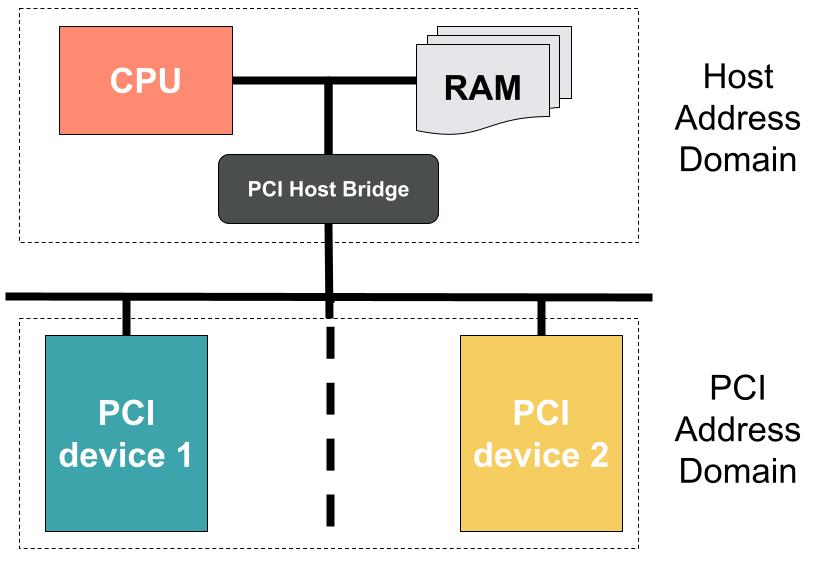 CPU
RAM
Host
Address
Domain
PCI Host Bridge
PCI
device 1
PCI
device 2
PCI
Address
Domain